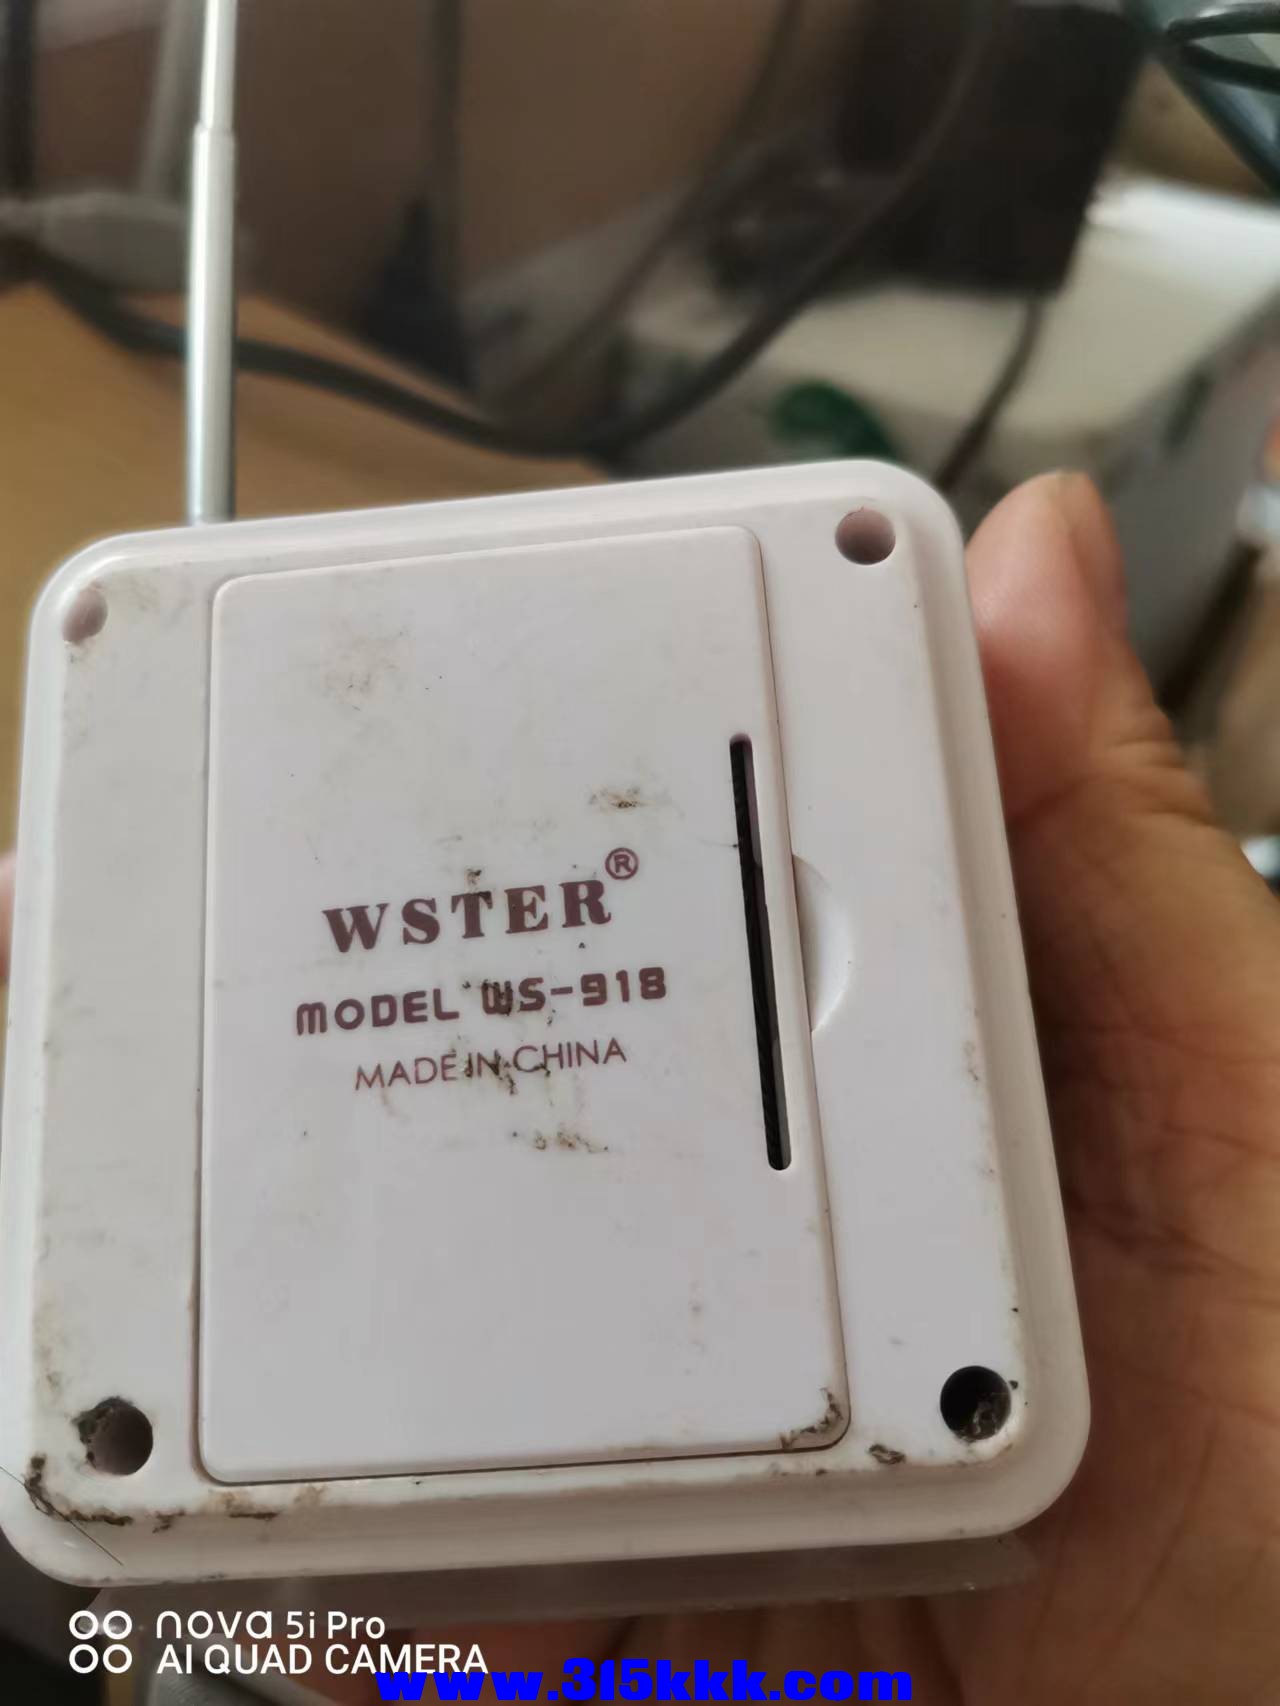 WSTER®
MODEL WS-918
MADE IN CHINA
nova 5i Pro
AI QUAD CAMERA
www.315kkk.com